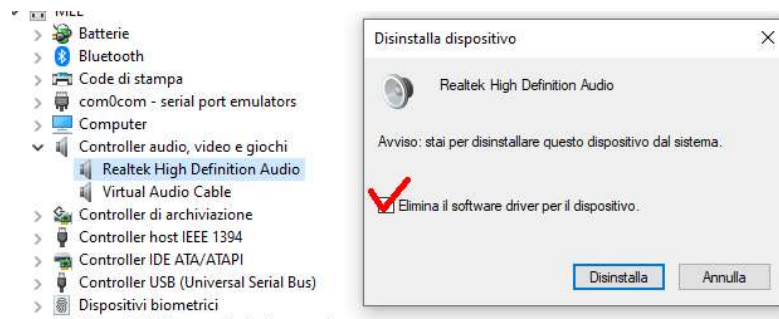 Batterie
Bluetooth
Code di stampa
com0com - serial port emulators
Computer
Controller audio, video e giochi
Realtek High Definition Audio
Virtual Audio Cable
Controller di archiviazione
Controller host IEEE 1394
Controller IDE ATA/ATAPI
Controller USB (Universal Serial Bus)
Dispositivi biometrici
Disinstalla dispositivo
Realtek High Definition Audio
Avviso: stai per disinstallare questo dispositivo dal sistema.
Elimina il software driver per il dispositivo.
Disinstalla
Annulla